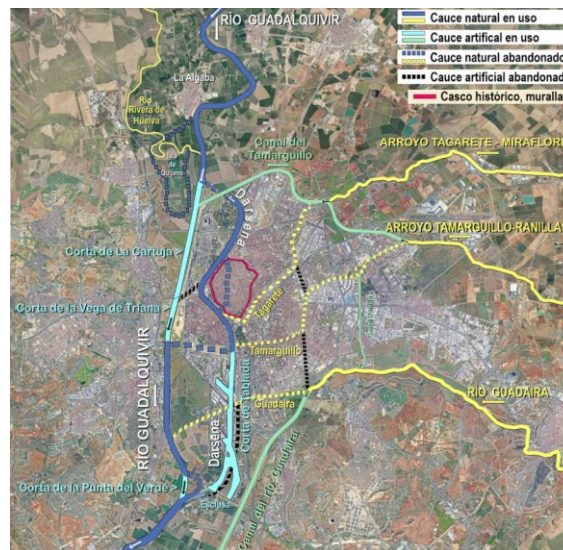 RÍO GUADALQUIVIR
Cauce natural en uso
Cauce artifical en uso
Cauce natural abandonado
Cauce artificial abandonado
Casco histórico, muralla
La Algaba
Río
Rivera de
Huelva
Canal del
Tamarguillo
ARROYO TAGARETE - MIRAFLORES
de
Quijano
Dársena
ARROYO TAMARGUILLO-RANILLAS
Corta de La Cartuja >
Corta de la Vega de Triana >
Tagarete
Tamarguillo
RÍO GUADALQUIVIR
Corta de Tablada
Guadaira
RÍO GUADAIRA
Dársena
Corta de la Punta del Verde >
Esclusa
Canal del río Guadaira